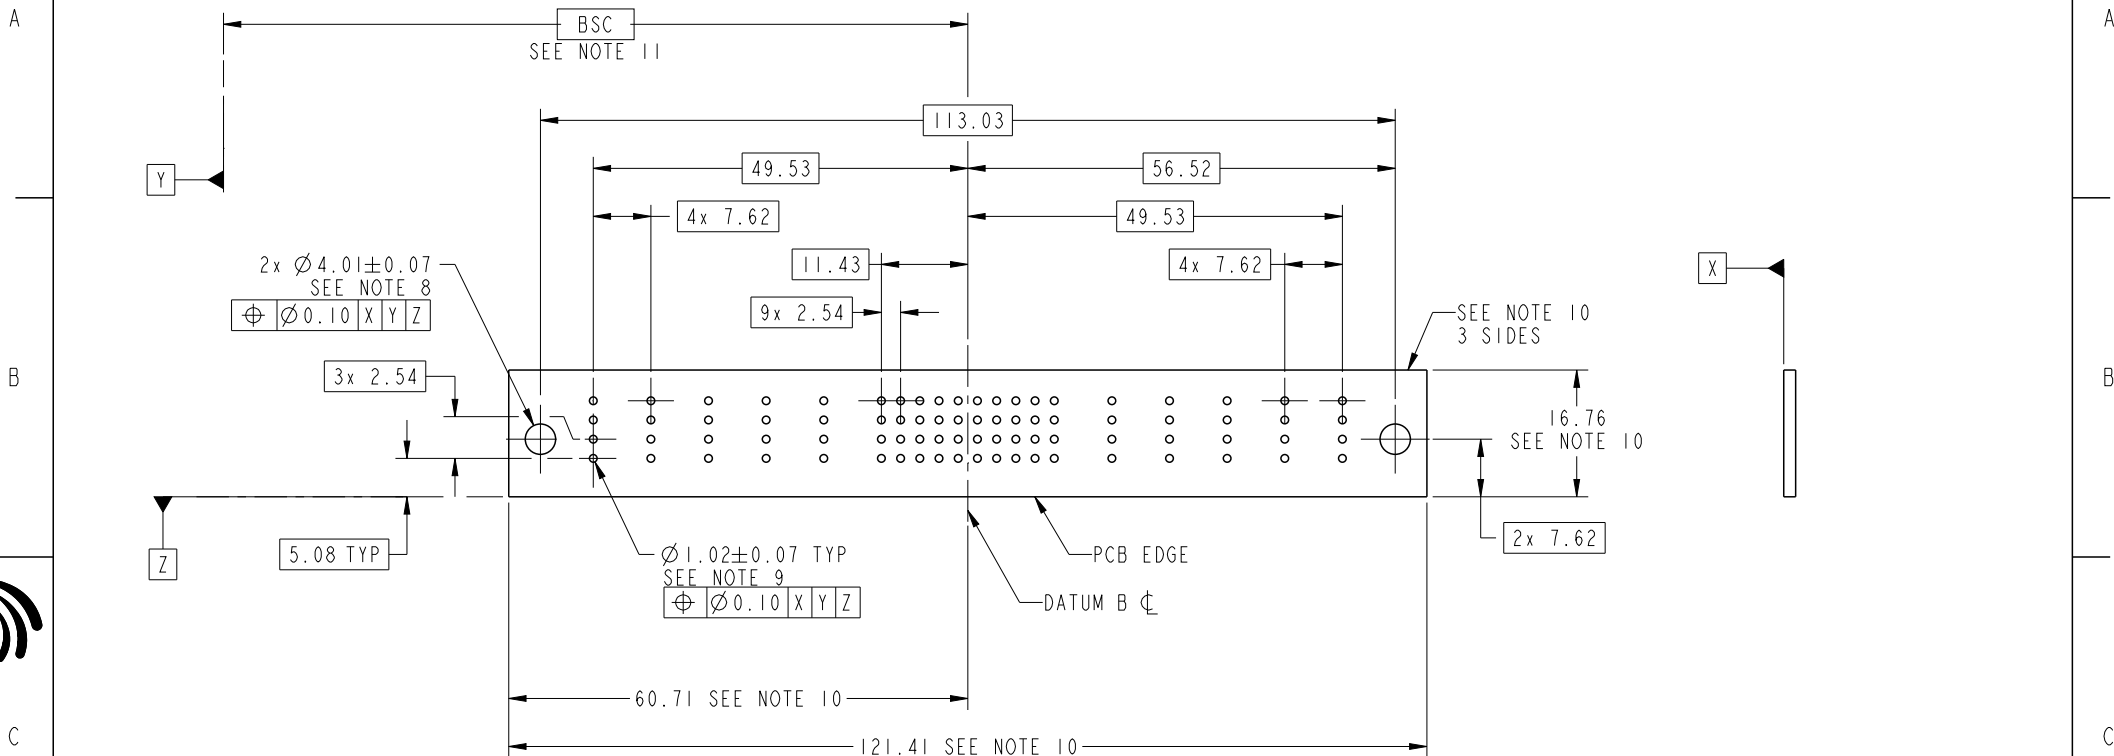 A
A
BSC
SEE NOTE 11
113.03
Y
49.53
56.52
4x 7.62
49.53
2x Ø4.01±0.07
SEE NOTE 8
⌖ Ø0.10 X Y Z
11.43
4x 7.62
X
9x 2.54
SEE NOTE 10
3 SIDES
B
3x 2.54
B
16.76
SEE NOTE 10
Z
5.08 TYP
Ø1.02±0.07 TYP
SEE NOTE 9
⌖ Ø0.10 X Y Z
PCB EDGE
2x 7.62
DATUM B ℄
60.71 SEE NOTE 10
C
121.41 SEE NOTE 10
C